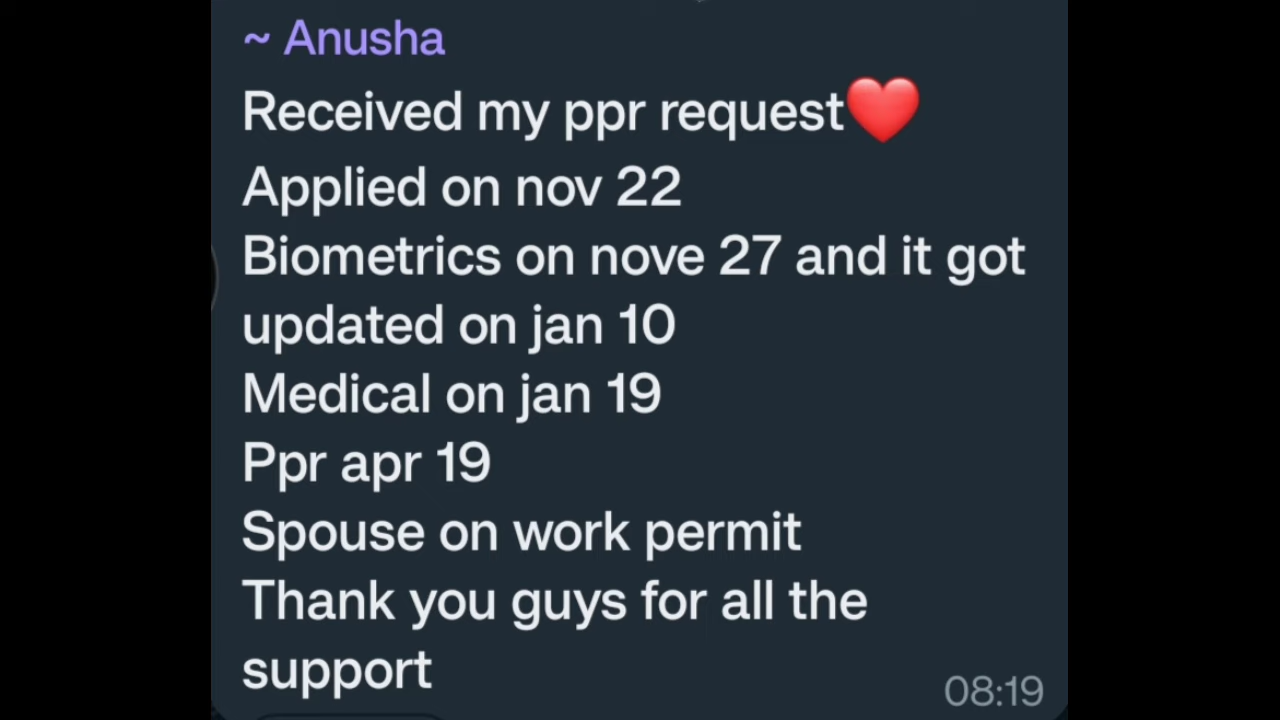 ~ Anusha
Received my ppr request❤️
Applied on nov 22
Biometrics on nove 27 and it got
updated on jan 10
Medical on jan 19
Ppr apr 19
Spouse on work permit
Thank you guys for all the
support
08:19